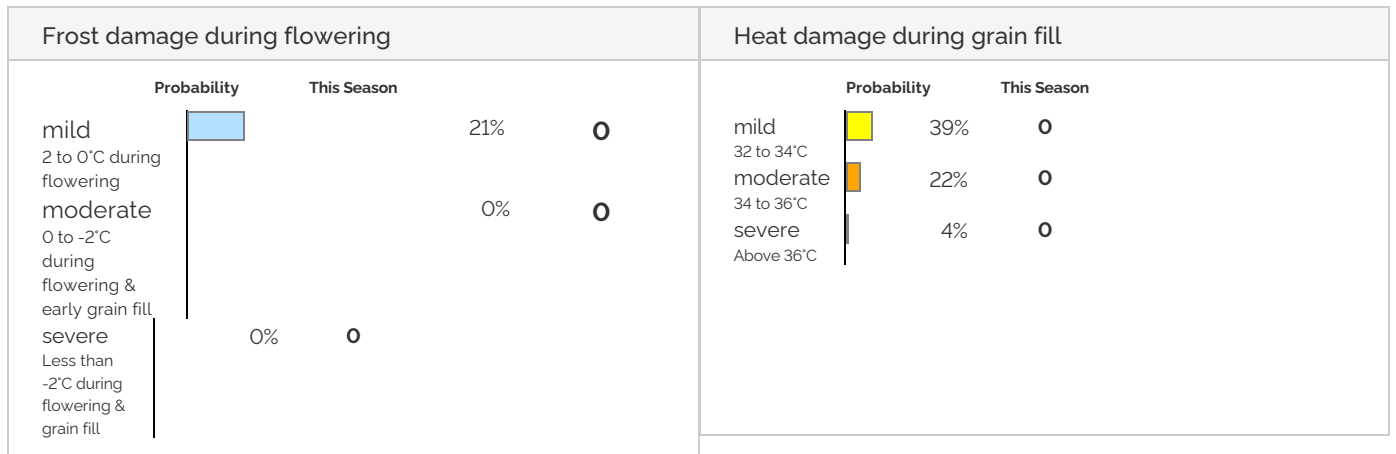 Frost damage during flowering
Probability This Season
mild 21% 0
2 to 0°C during
flowering
moderate 0% 0
0 to -2°C
during
flowering &
early grain fill
severe 0% 0
Less than
-2°C during
flowering &
grain fill
Heat damage during grain fill
Probability This Season
mild 39% 0
32 to 34°C
moderate 22% 0
34 to 36°C
severe 4% 0
Above 36°C